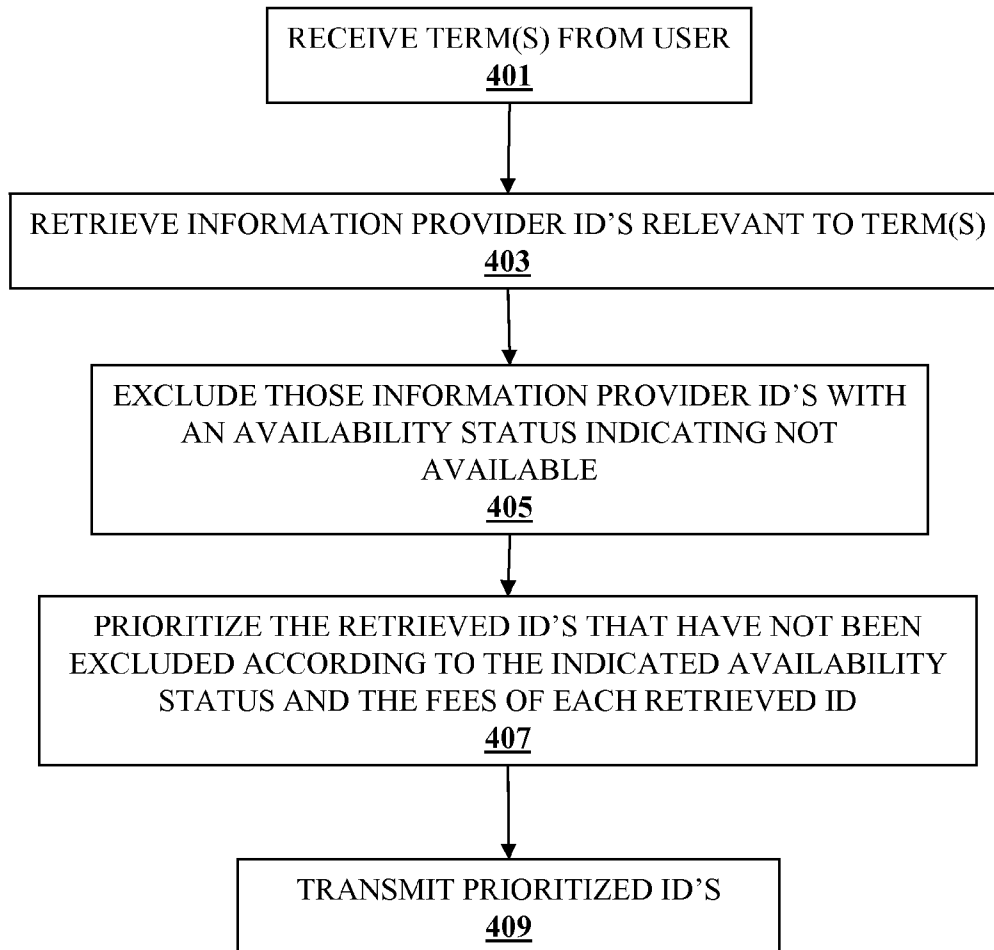 RECEIVE TERM(S) FROM USER
401
RETRIEVE INFORMATION PROVIDER ID’S RELEVANT TO TERM(S)
403
EXCLUDE THOSE INFORMATION PROVIDER ID’S WITH
AN AVAILABILITY STATUS INDICATING NOT
AVAILABLE
405
PRIORITIZE THE RETRIEVED ID’S THAT HAVE NOT BEEN
EXCLUDED ACCORDING TO THE INDICATED AVAILABILITY
STATUS AND THE FEES OF EACH RETRIEVED ID
407
TRANSMIT PRIORITIZED ID’S
409